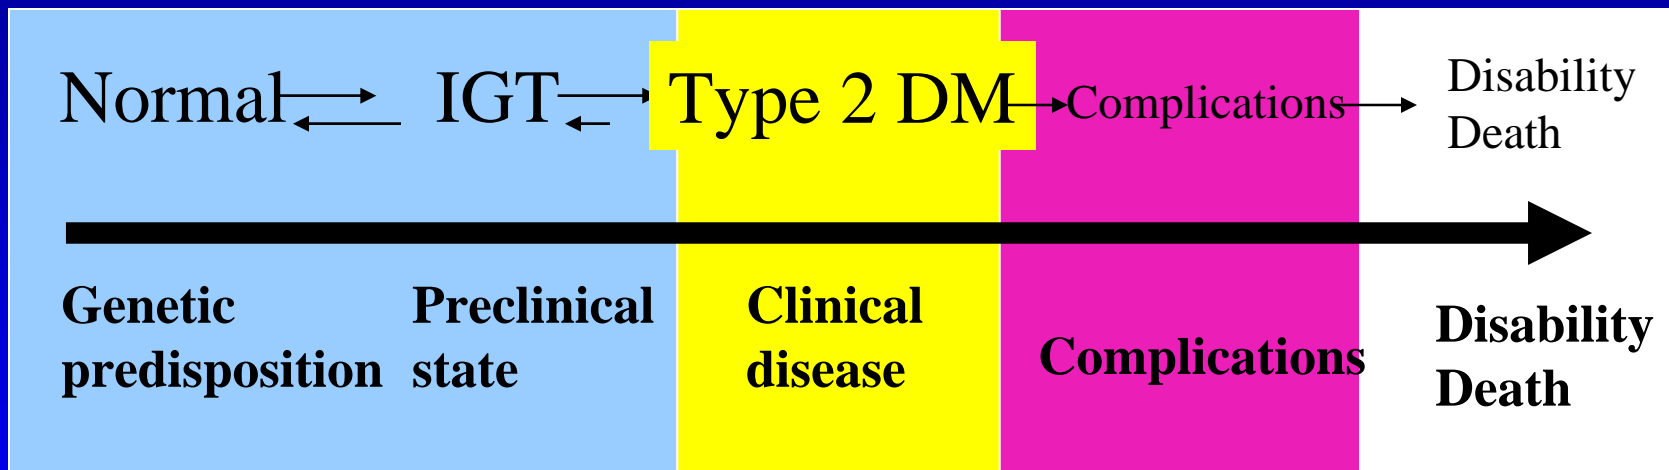 Normal IGT Type 2 DM Complications Disability
Death
Genetic Preclinical Clinical Disability
predisposition state disease Complications Death